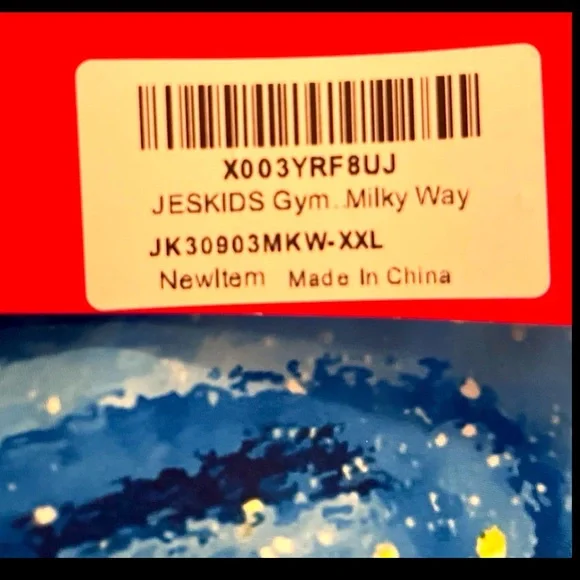 X003YRF8UJ
JESKIDS Gym...Milky Way
JK30903MKW-XXL
NewItem Made In China